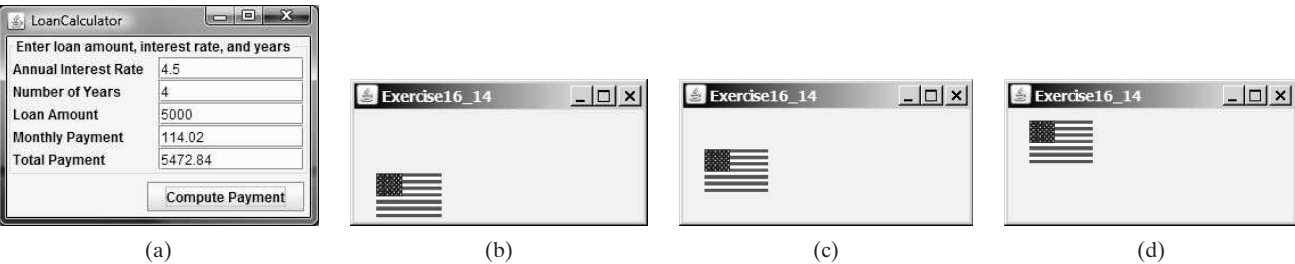 LoanCalculator
Enter loan amount, interest rate, and years
Annual Interest Rate 4.5
Number of Years 4
Loan Amount 5000
Monthly Payment 114.02
Total Payment 5472.84
Compute Payment
(a)
Exercise16_14
(b)
Exercise16_14
(c)
Exercise16_14
(d)